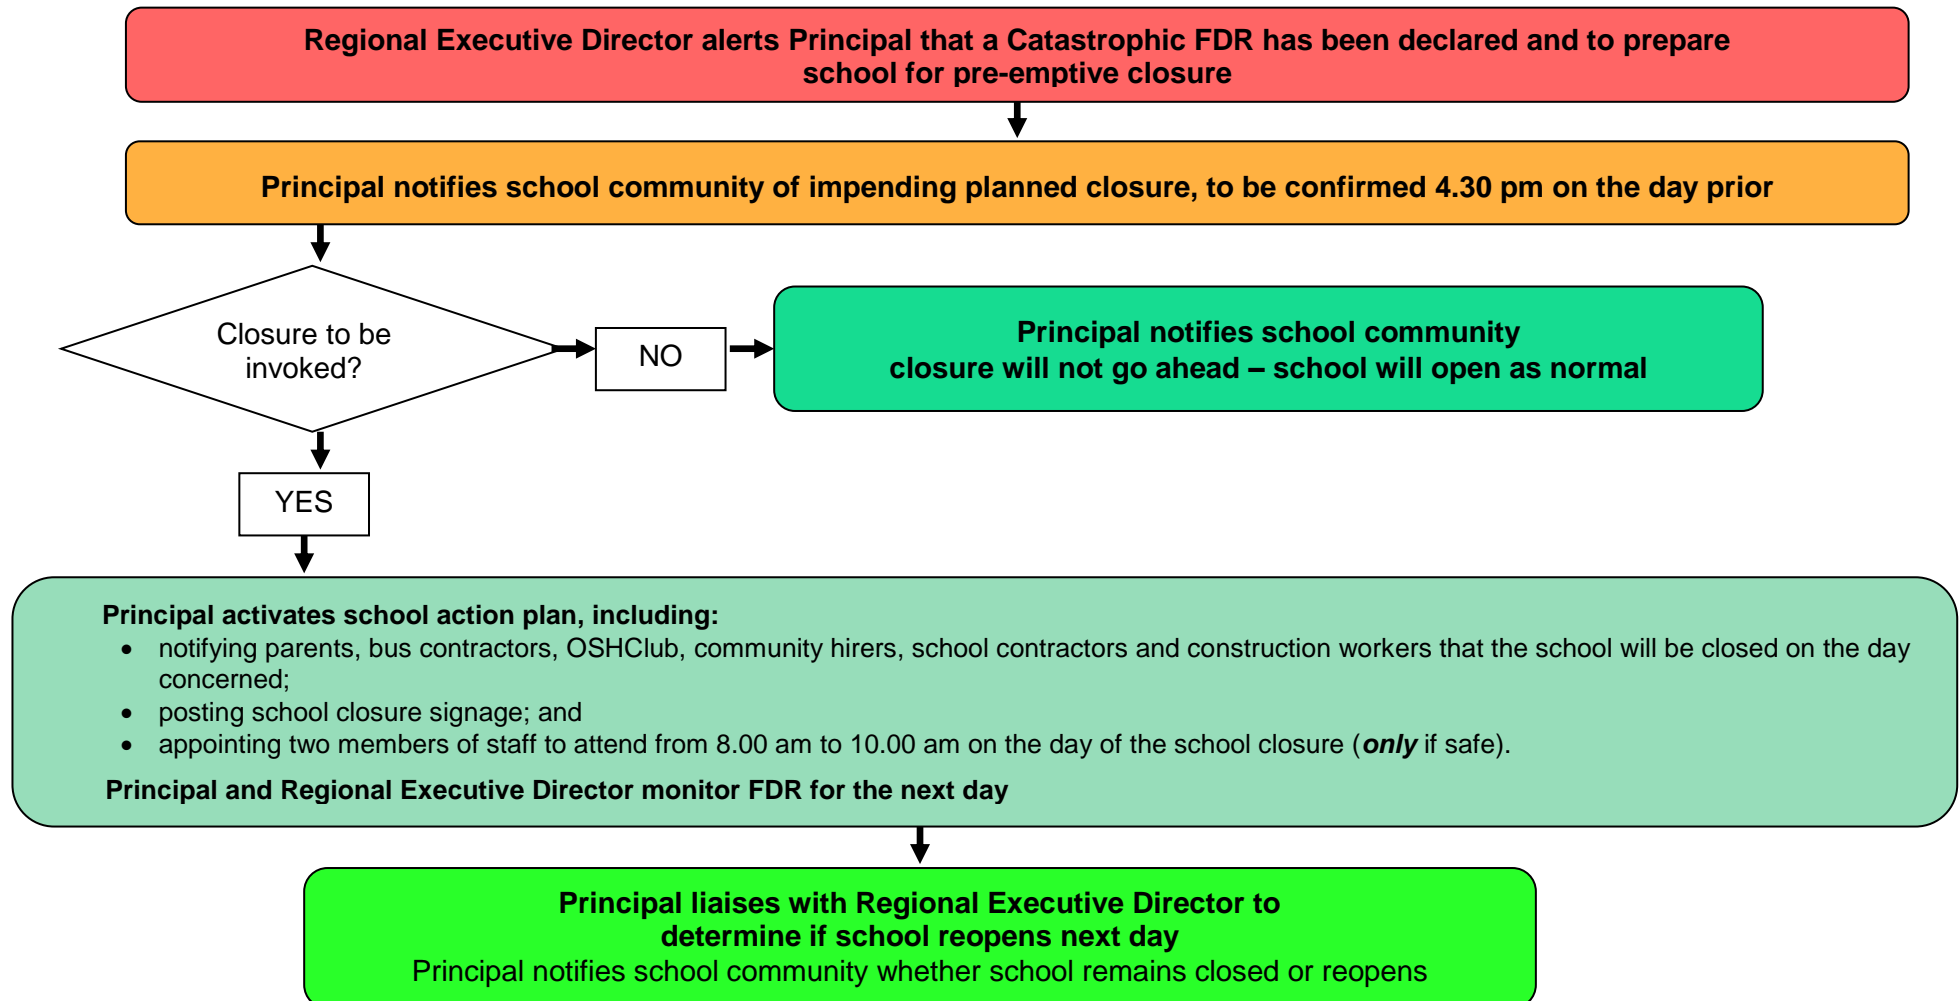 Regional Executive Director alerts Principal that a Catastrophic FDR has been declared and to prepare
school for pre-emptive closure
Principal notifies school community of impending planned closure, to be confirmed 4.30 pm on the day prior
Closure to be
invoked?
NO
Principal notifies school community
closure will not go ahead – school will open as normal
YES
Principal activates school action plan, including:
• notifying parents, bus contractors, OSHClub, community hirers, school contractors and construction workers that the school will be closed on the day
concerned;
• posting school closure signage; and
• appointing two members of staff to attend from 8.00 am to 10.00 am on the day of the school closure (only if safe).
Principal and Regional Executive Director monitor FDR for the next day
Principal liaises with Regional Executive Director to
determine if school reopens next day
Principal notifies school community whether school remains closed or reopens